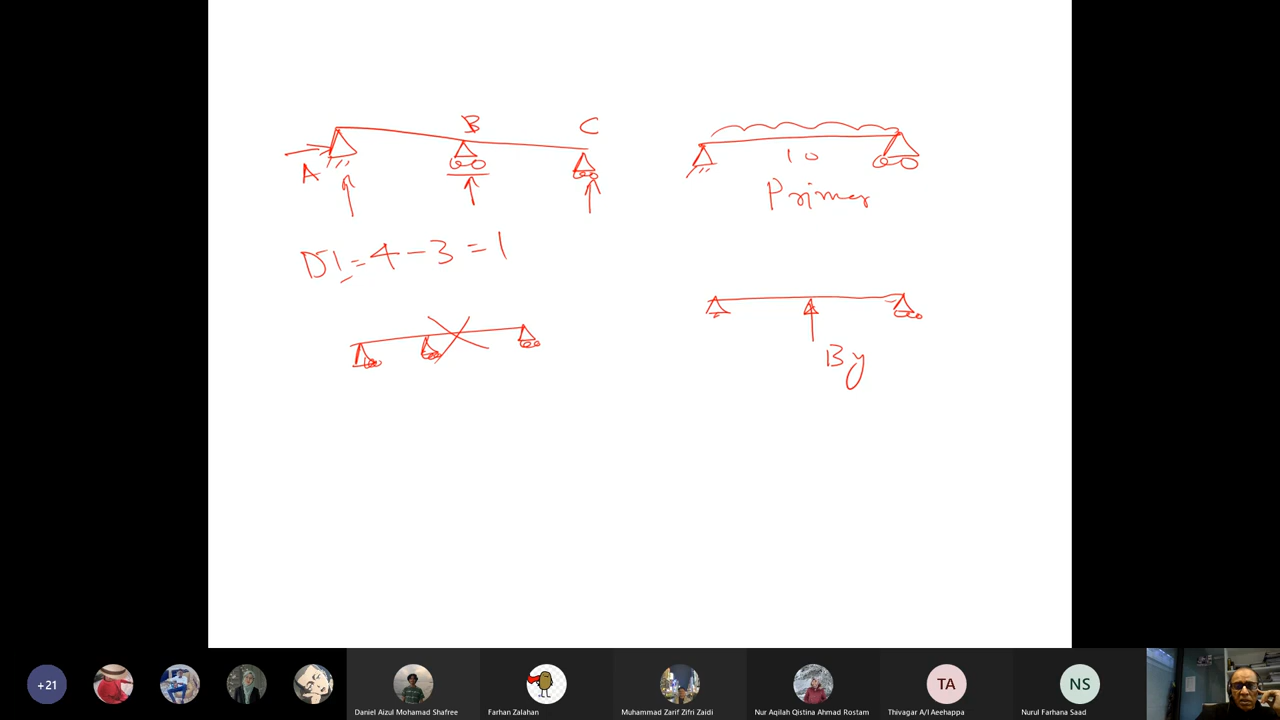 B
C
A
DI = 4 - 3 = 1
10
Primer
By
+21
Daniel Aizul Mohamad Shafree
Farhan Zalahan
Muhammad Zarif Zifri Zaidi
Nur Aqilah Qistina Ahmad Rostam
TA
Thivagar A/l Aeehappa
NS
Nurul Farhana Saad